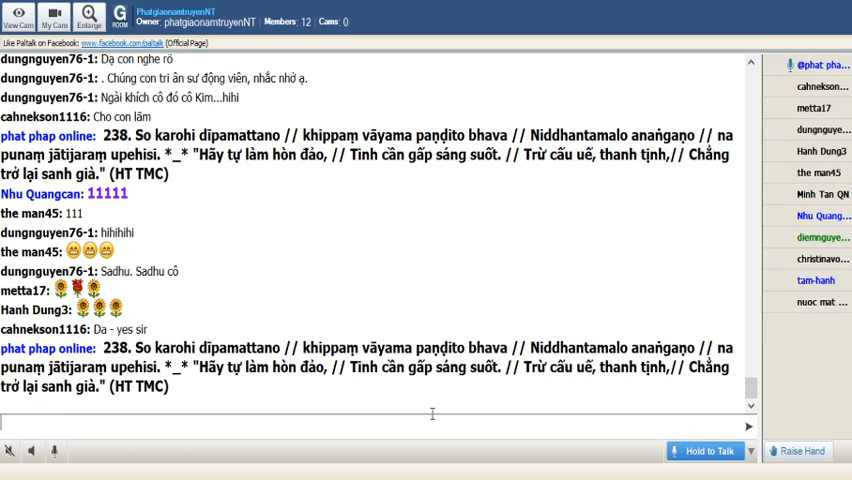 PhatgiaonamtruyenNT
Owner: phatgiaonamtruyenNT Members: 12 Cams: 0
View Cam My Cam Enlarge G ROOM
Like Paltalk on Facebook: www.facebook.com/paltalk (Official Page)
dungnguyen76-1: Dạ con nghe rõ
dungnguyen76-1: . Chúng con tri ân sư động viên, nhắc nhở ạ.
dungnguyen76-1: Ngài khích cô đó cô Kim...hihi
cahnekson1116: Cho con lãm
phat phap online: 238. So karohi dīpamattano // khippaṃ vāyama paṇḍito bhava // Niddhantamalo anaṅgaṇo // na
punaṃ jātijaraṃ upehisi. *_* "Hãy tự làm hòn đảo, // Tinh cần gấp sáng suốt. // Trừ cấu uế, thanh tịnh,// Chẳng
trở lại sanh già." (HT TMC)
Nhu Quangcan: 11111
the man45: 111
dungnguyen76-1: hihihihi
the man45:
dungnguyen76-1: Sadhu. Sadhu cô
metta17:
Hanh Dung3:
cahnekson1116: Da - yes sir
phat phap online: 238. So karohi dīpamattano // khippaṃ vāyama paṇḍito bhava // Niddhantamalo anaṅgaṇo // na
punaṃ jātijaraṃ upehisi. *_* "Hãy tự làm hòn đảo, // Tinh cần gấp sáng suốt. // Trừ cấu uế, thanh tịnh,// Chẳng
trở lại sanh già." (HT TMC)
@phat pha...
cahnekson...
metta17
dungnguye...
Hanh Dung3
the man45
Minh Tan QN
Nhu Quang...
diemnguye...
christinavo...
tam-hanh
nuoc mat ...
Hold to Talk
Raise Hand